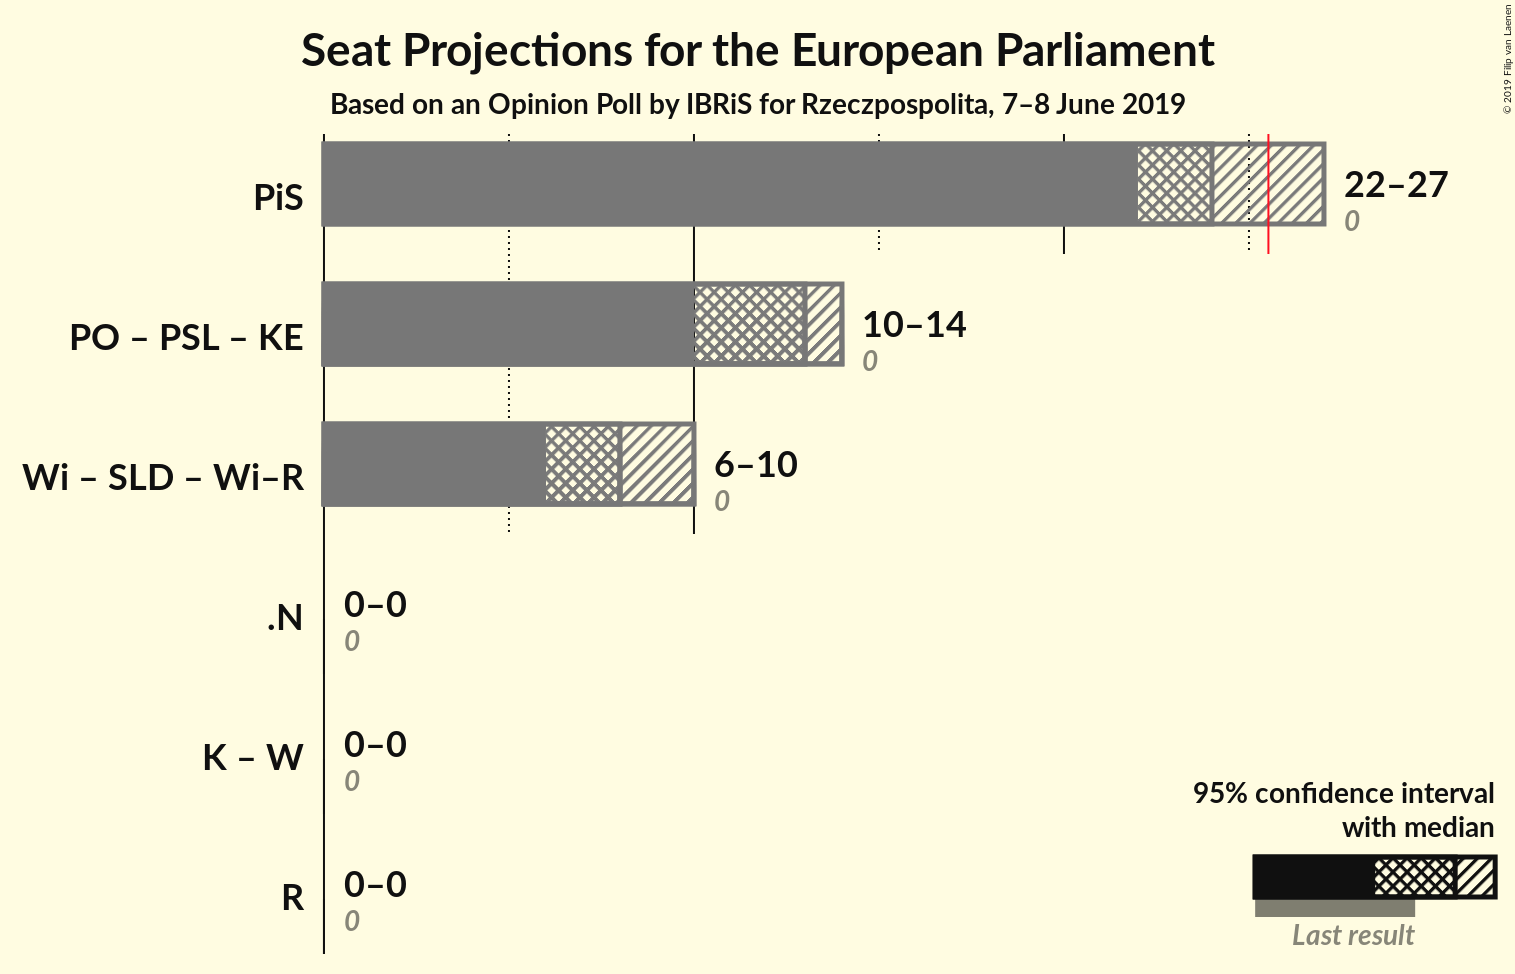 Seat Projections for the European Parliament
Based on an Opinion Poll by IBRiS for Rzeczpospolita, 7–8 June 2019
© 2019 Filip van Laenen
PiS
22–27
0
PO – PSL – KE
10–14
0
Wi – SLD – Wi–R
6–10
0
.N
0–0
0
K – W
0–0
0
R
0–0
0
95% confidence interval
with median
Last result